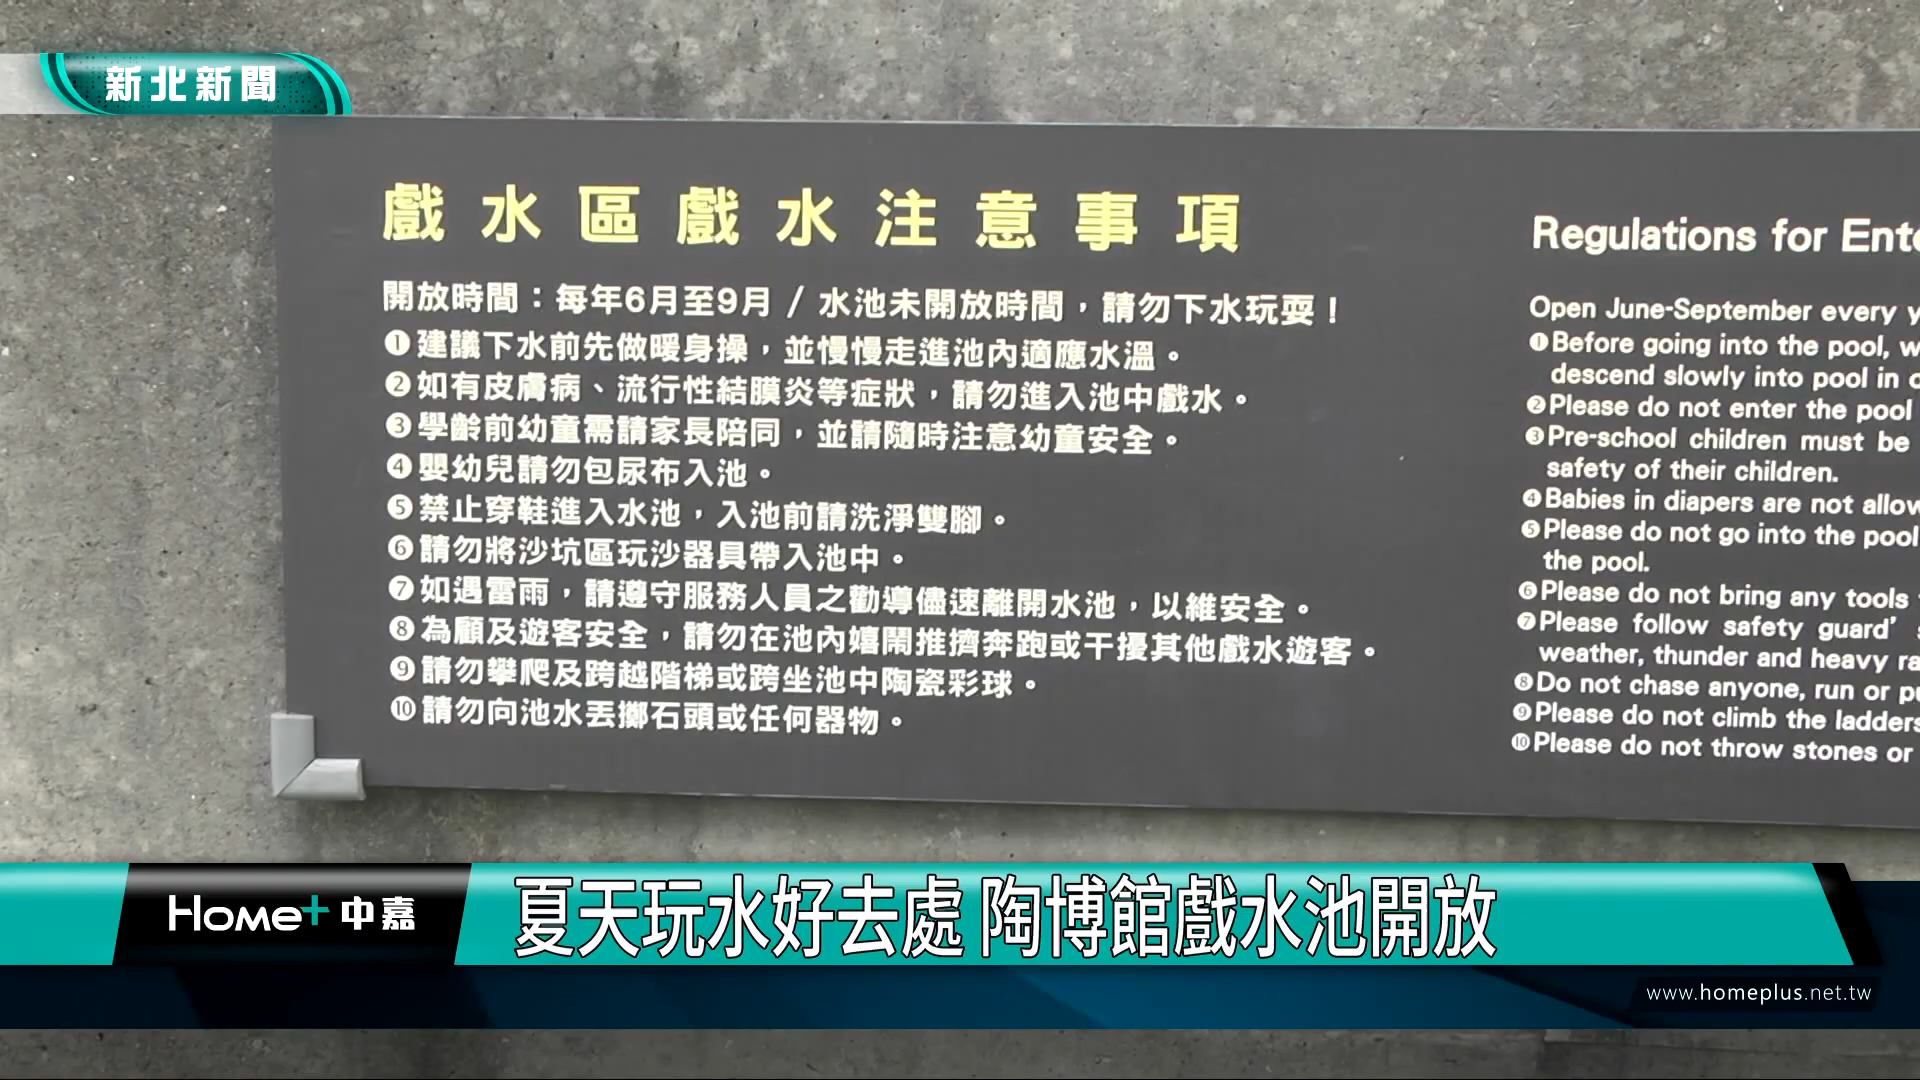 新北新聞
戲水區戲水注意事項
開放時間：每年6月至9月 / 水池未開放時間，請勿下水玩耍！
❶建議下水前先做暖身操，並慢慢走進池內適應水溫。
❷如有皮膚病、流行性結膜炎等症狀，請勿進入池中戲水。
❸學齡前幼童需請家長陪同，並請隨時注意幼童安全。
❹嬰幼兒請勿包尿布入池。
❺禁止穿鞋進入水池，入池前請洗淨雙腳。
❻請勿將沙坑區玩沙器具帶入池中。
❼如遇雷雨，請遵守服務人員之勸導儘速離開水池，以維安全。
❽為顧及遊客安全，請勿在池內嬉鬧推擠奔跑或干擾其他戲水遊客。
❾請勿攀爬及跨越階梯或跨坐池中陶瓷彩球。
❿請勿向池水丟擲石頭或任何器物。
Regulations for Ente
Open June-September every y
❶Before going into the pool, w
descend slowly into pool in o
❷Please do not enter the pool
❸Pre-school children must be
safety of their children.
❹Babies in diapers are not allow
❺Please do not go into the pool
the pool.
❻Please do not bring any tools
❼Please follow safety guard' s
weather, thunder and heavy ra
❽Do not chase anyone, run or pu
❾Please do not climb the ladders
❿Please do not throw stones or
Home+中嘉
夏天玩水好去處 陶博館戲水池開放
www.homeplus.net.tw